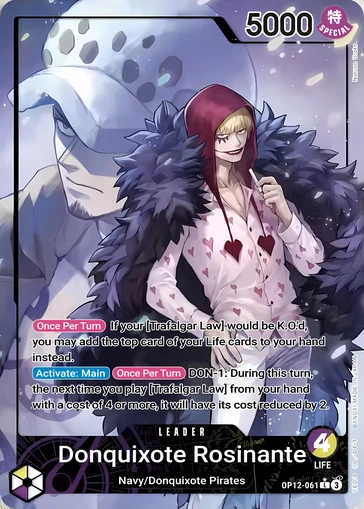 5000
特
SPECIAL
Once Per Turn If your [Trafalgar Law] would be K.O.'d,
you may add the top card of your Life cards to your hand
instead.
Activate: Main Once Per Turn DON-1: During this turn,
the next time you play [Trafalgar Law] from your hand
with a cost of 4 or more, it will have its cost reduced by 2.
LEADER
Donquixote Rosinante
4
LIFE
Navy/Donquixote Pirates
OP12-061 L 3